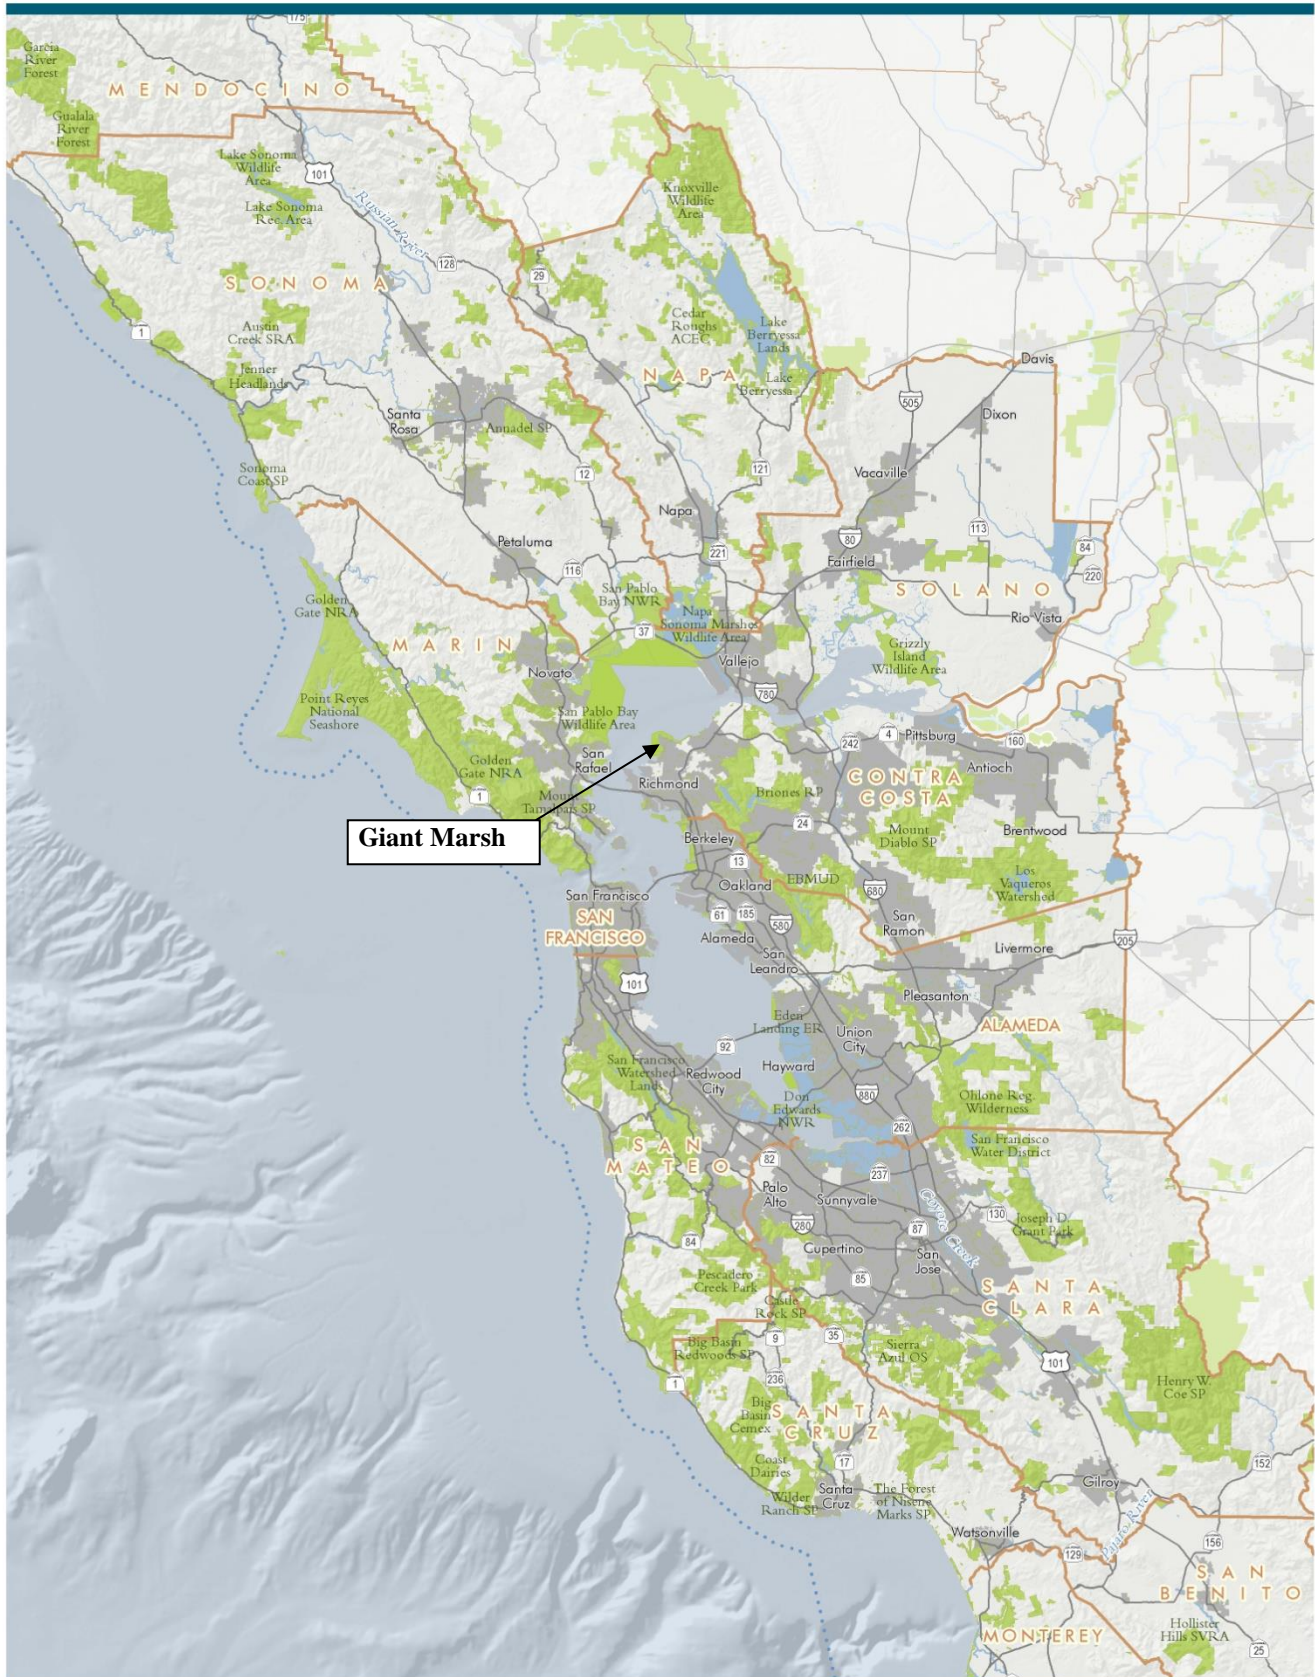 175
Garcia
River
Forest
MENDOCINO
Gualala
River
Forest
Lake Sonoma
Wildlife
Area
101
Knoxville
Wildlife
Area
Lake Sonoma
Rec. Area
Russian River
128
29
SONOMA
1
Austin
Creek SRA
Cedar
Roughs
ACEC
Lake
Berryessa
Lands
Davis
Jenner
Headlands
NAPA
Lake
Berryessa
505
Dixon
Santa
Rosa
Annadel SP
Sonoma
Coast SP
12
121
Vacaville
Napa
113
Petaluma
221
80
84
116
Fairfield
220
San Pablo
Bay NWR
SOLANO
Golden
Gate NRA
Napa
Sonoma Marshes
Wildlife Area
Rio Vista
37
MARIN
Grizzly
Island
Wildlife Area
Novato
Vallejo
780
Point Reyes
National
Seashore
San Pablo Bay
Wildlife Area
242
4
Pittsburg
160
San
Rafael
Golden
Gate NRA
Antioch
Richmond
CONTRA
COSTA
Briones RP
1
Mount
Tamalpais SP
24
Giant Marsh
Berkeley
Mount
Diablo SP
Brentwood
13
Los
Vaqueros
Watershed
Oakland
EBMUD
680
San Francisco
61
185
580
San
Ramon
SAN
FRANCISCO
Alameda
205
Livermore
San
Leandro
101
Pleasanton
Eden
Landing ER
Union
City
ALAMEDA
92
San Francisco
Watershed
Lands
Redwood
City
Hayward
880
Don
Edwards
NWR
Ohlone Reg.
Wilderness
262
San Francisco
Water District
SAN
MATEO
82
237
Palo
Alto
Sunnyvale
Coyote Creek
130
Joseph D.
Grant Park
280
87
84
Cupertino
San
Jose
85
Pescadero
Creek Park
SANTA
CLARA
Castle
Rock SP
9
35
Big Basin
Redwoods SP
Sierra
Azul OS
101
1
236
Henry W.
Coe SP
Big
Basin
Cemex
SANTA
CRUZ
Coast
Dairies
17
152
Gilroy
Wilder
Ranch SP
Santa
Cruz
The Forest
of Nisene
Marks SP
Pajaro River
Watsonville
156
129
SAN
BENITO
MONTEREY
Hollister
Hills SVRA
25